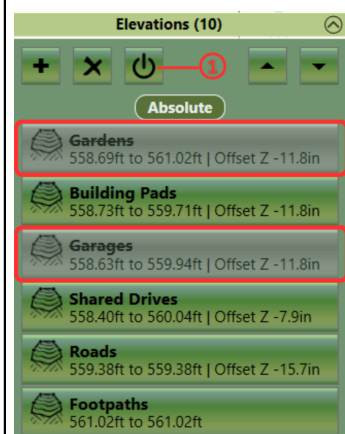 Elevations (10)
1
Absolute
Gardens
558.69ft to 561.02ft | Offset Z -11.8in
Building Pads
558.73ft to 559.71ft | Offset Z -11.8in
Garages
558.63ft to 559.94ft | Offset Z -11.8in
Shared Drives
558.40ft to 560.04ft | Offset Z -7.9in
Roads
559.38ft to 559.38ft | Offset Z -15.7in
Footpaths
561.02ft to 561.02ft